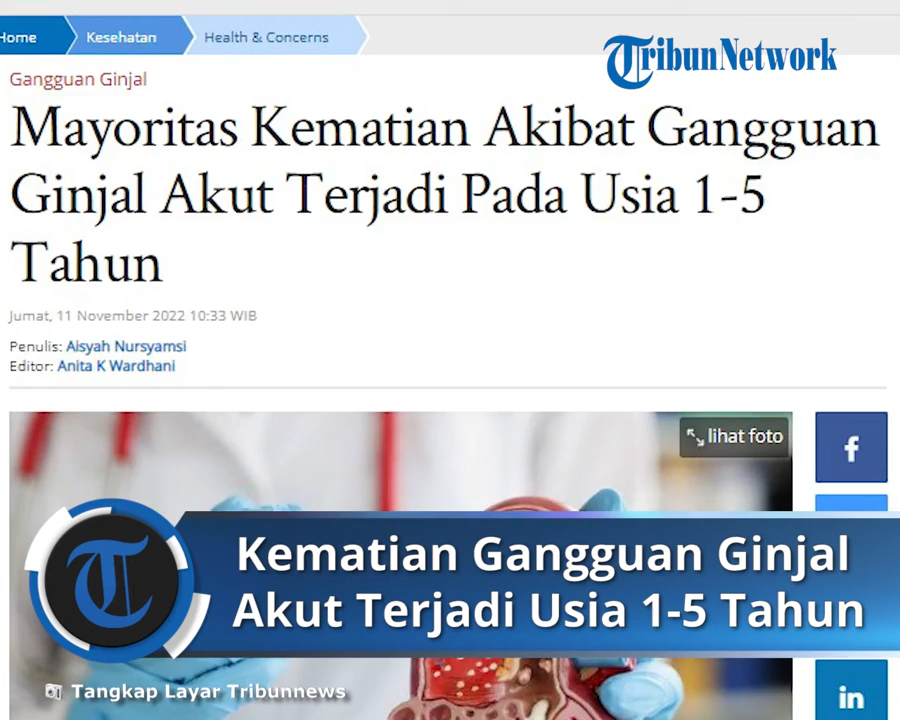 Home
Kesehatan
Health & Concerns
TribunNetwork
Gangguan Ginjal
Mayoritas Kematian Akibat Gangguan
Ginjal Akut Terjadi Pada Usia 1-5
Tahun
Jumat, 11 November 2022 10:33 WIB
Penulis: Aisyah Nursyamsi
Editor: Anita K Wardhani
lihat foto
f
T
Kematian Gangguan Ginjal
Akut Terjadi Usia 1-5 Tahun
Tangkap Layar Tribunnews
in